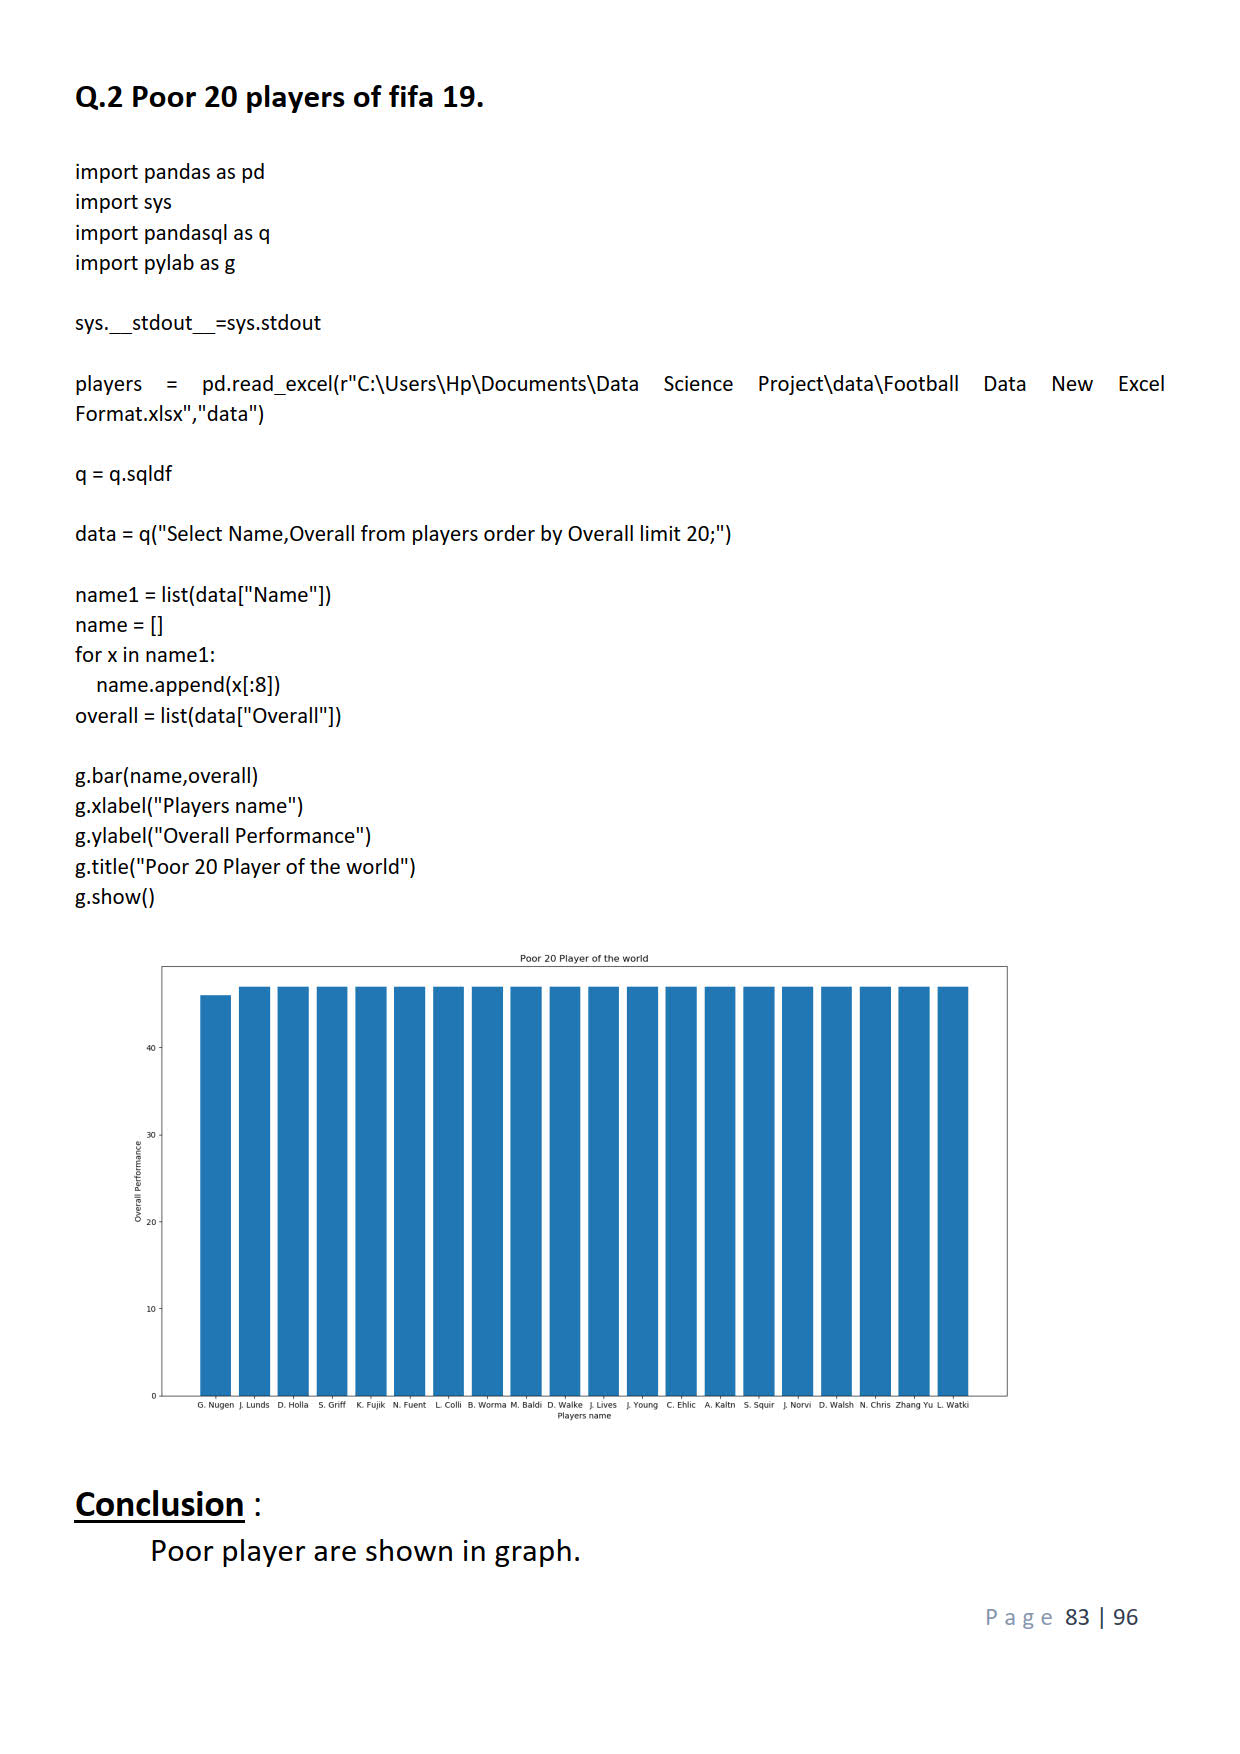 Q.2 Poor 20 players of fifa 19.
import pandas as pd
import sys
import pandasql as q
import pylab as g
sys.__stdout__=sys.stdout
players = pd.read_excel(r"C:\Users\Hp\Documents\Data Science Project\data\Football Data New Excel
Format.xlsx","data")
q = q.sqldf
data = q("Select Name,Overall from players order by Overall limit 20;")
name1 = list(data["Name"])
name = []
for x in name1:
    name.append(x[:8])
overall = list(data["Overall"])
g.bar(name,overall)
g.xlabel("Players name")
g.ylabel("Overall Performance")
g.title("Poor 20 Player of the world")
g.show()
Poor 20 Player of the world
40
30
20
10
0
Overall Performance
G. Nugen J. Lunds D. Holla S. Griff K. Fujik N. Fuent L. Colli B. Worma M. Baldi D. Walke J. Lives J. Young C. Ehlic A. Kaltn S. Squir J. Norvi D. Walsh N. Chris Zhang Yu L. Watki
Players name
Conclusion :
Poor player are shown in graph.
Page 83 | 96